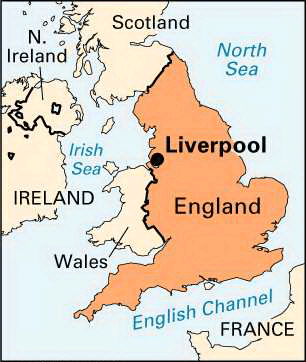 Scotland
N.
Ireland
North
Sea
Irish
Sea
Liverpool
IRELAND
England
Wales
English Channel
FRANCE